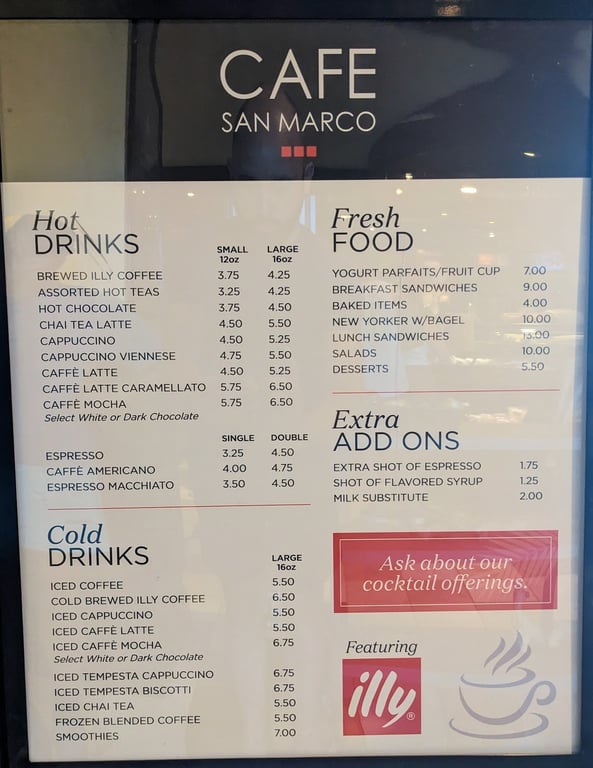 CAFE
SAN MARCO
Hot
DRINKS
SMALL LARGE
12oz 16oz
BREWED ILLY COFFEE 3.75 4.25
ASSORTED HOT TEAS 3.25 4.25
HOT CHOCOLATE 3.75 4.50
CHAI TEA LATTE 4.50 5.50
CAPPUCCINO 4.50 5.25
CAPPUCCINO VIENNESE 4.75 5.50
CAFFÈ LATTE 4.50 5.25
CAFFÈ LATTE CARAMELLATO 5.75 6.50
CAFFÈ MOCHA 5.75 6.50
Select White or Dark Chocolate
SINGLE DOUBLE
ESPRESSO 3.25 4.50
CAFFÈ AMERICANO 4.00 4.75
ESPRESSO MACCHIATO 3.50 4.50
Cold
DRINKS
LARGE
16oz
ICED COFFEE 5.50
COLD BREWED ILLY COFFEE 6.50
ICED CAPPUCCINO 5.50
ICED CAFFÈ LATTE 5.50
ICED CAFFÈ MOCHA 6.75
Select White or Dark Chocolate
ICED TEMPESTA CAPPUCCINO 6.75
ICED TEMPESTA BISCOTTI 6.75
ICED CHAI TEA 5.50
FROZEN BLENDED COFFEE 5.50
SMOOTHIES 7.00
Fresh
FOOD
YOGURT PARFAITS/FRUIT CUP 7.00
BREAKFAST SANDWICHES 9.00
BAKED ITEMS 4.00
NEW YORKER W/BAGEL 10.00
LUNCH SANDWICHES 13.00
SALADS 10.00
DESSERTS 5.50
Extra
ADD ONS
EXTRA SHOT OF ESPRESSO 1.75
SHOT OF FLAVORED SYRUP 1.25
MILK SUBSTITUTE 2.00
Ask about our
cocktail offerings.
Featuring
illy®